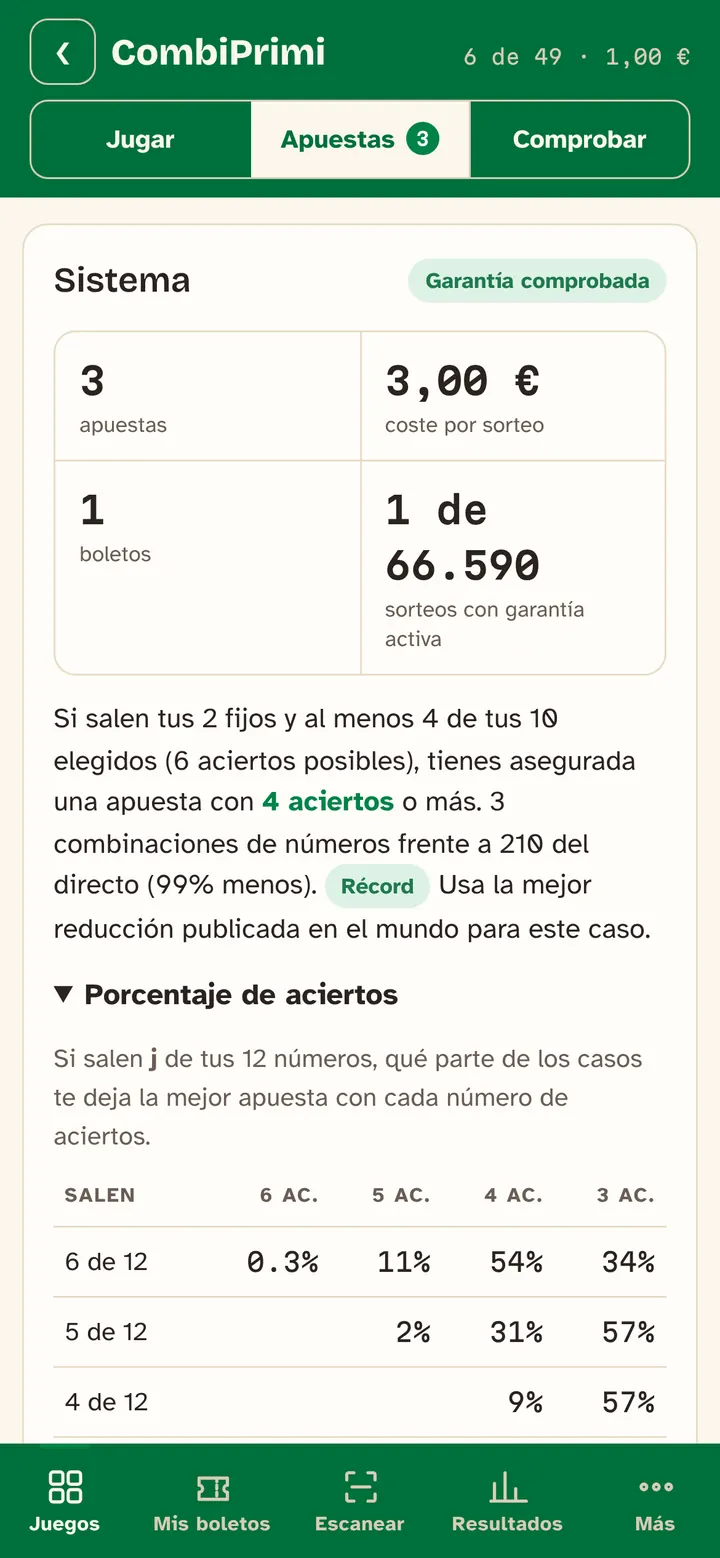 CombiPrimi
6 de 49 · 1,00 €
Jugar
Apuestas 3
Comprobar
Sistema
Garantía comprobada
3
apuestas
3,00 €
coste por sorteo
1
boletos
1 de
66.590
sorteos con garantía
activa
Si salen tus 2 fijos y al menos 4 de tus 10
elegidos (6 aciertos posibles), tienes asegurada
una apuesta con 4 aciertos o más. 3
combinaciones de números frente a 210 del
directo (99% menos). Récord Usa la mejor
reducción publicada en el mundo para este caso.
▼ Porcentaje de aciertos
Si salen j de tus 12 números, qué parte de los casos
te deja la mejor apuesta con cada número de
aciertos.
SALEN 6 AC. 5 AC. 4 AC. 3 AC.
6 de 12 0.3% 11% 54% 34%
5 de 12 2% 31% 57%
4 de 12 9% 57%
Juegos
Mis boletos
Escanear
Resultados
Más